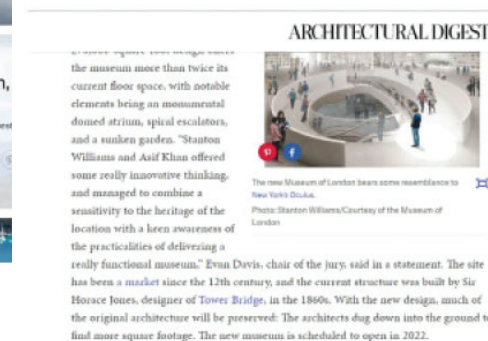 ARCHITECTURAL DIGEST
the museum more than twice its
current floor space, with notable
elements being an monumental
domed atrium, spiral escalators,
and a sunken garden. "Stanton
Williams and Asif Khan offered
some really innovative thinking,
and managed to combine a
sensitivity to the heritage of the
location with a keen awareness of
the practicalities of delivering a
The new Museum of London bears some resemblance to
New York's Oculus.
Photo: Stanton Williams/Courtesy of the Museum of
London
really functional museum," Evan Davis, chair of the jury, said in a statement. The site
has been a market since the 12th century, and the current structure was built by Sir
Horace Jones, designer of Tower Bridge, in the 1860s. With the new design, much of
the original architecture will be preserved: The architects dug down into the ground to
find more square footage. The new museum is scheduled to open in 2022.